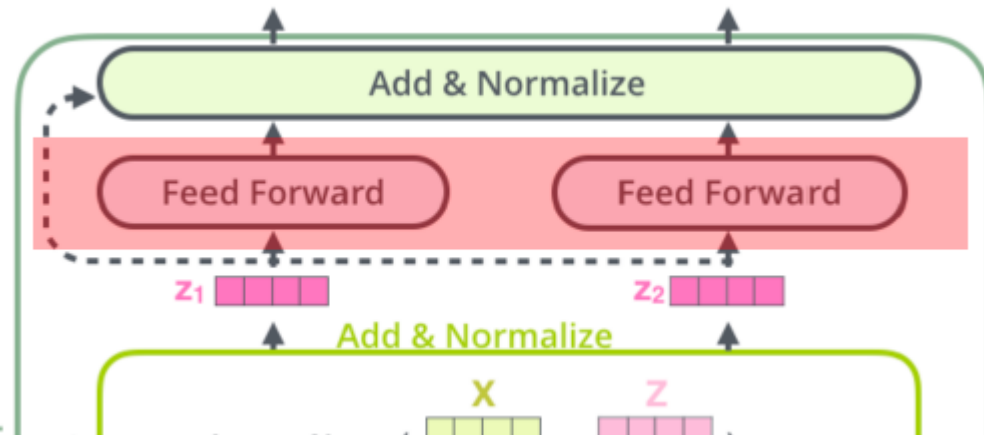 Add & Normalize
Feed Forward Feed Forward
z1 z2
Add & Normalize
X Z